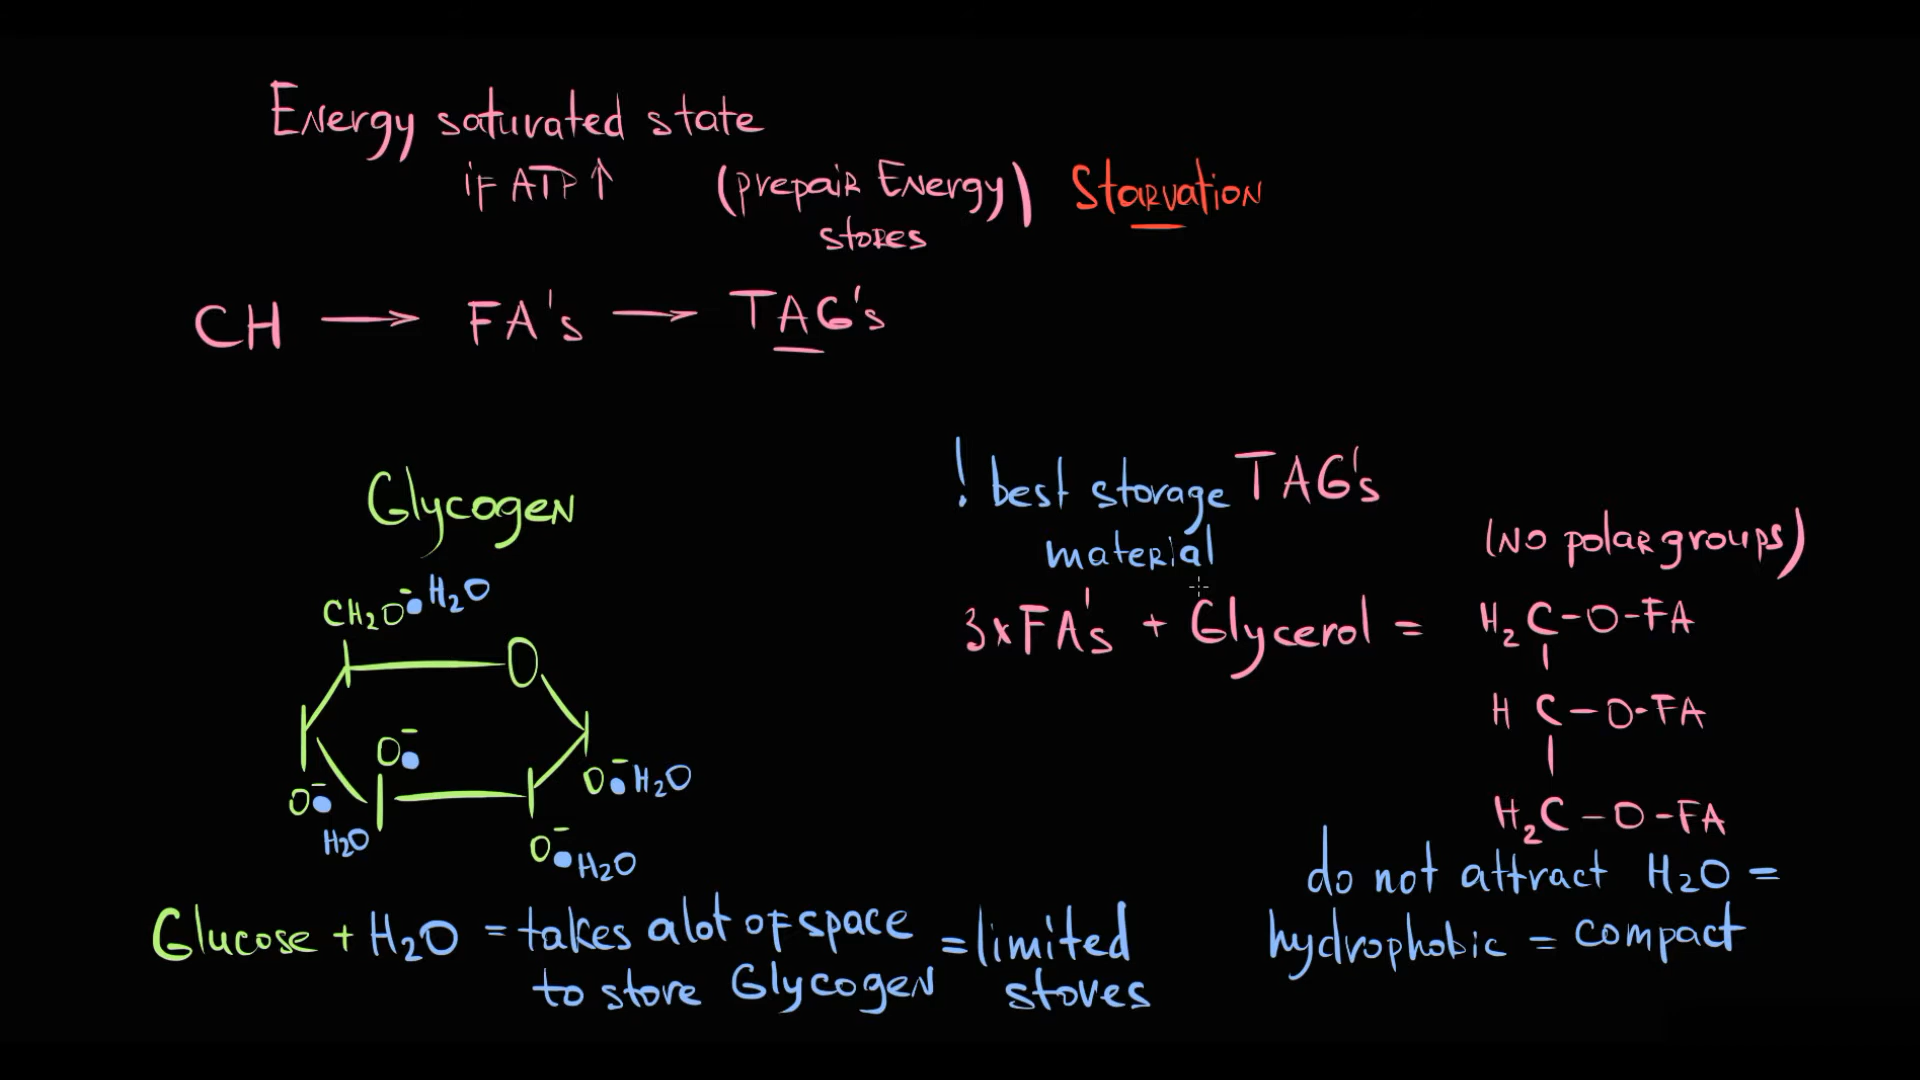 Energy saturated state
if ATP↑ (prepair Energy) Starvation
stores
CH → FA's → TAG's
Glycogen
CH₂O⁻ H₂O
O
O⁻
O⁻
H₂O
O⁻ H₂O
O⁻ H₂O
Glucose + H₂O = takes a lot of space = limited
to store Glycogen stores
! best storage TAG's
material
(no polar groups)
3xFA's + Glycerol = H₂C-O-FA
HC-O-FA
H₂C-O-FA
do not attract H₂O =
hydrophobic = compact